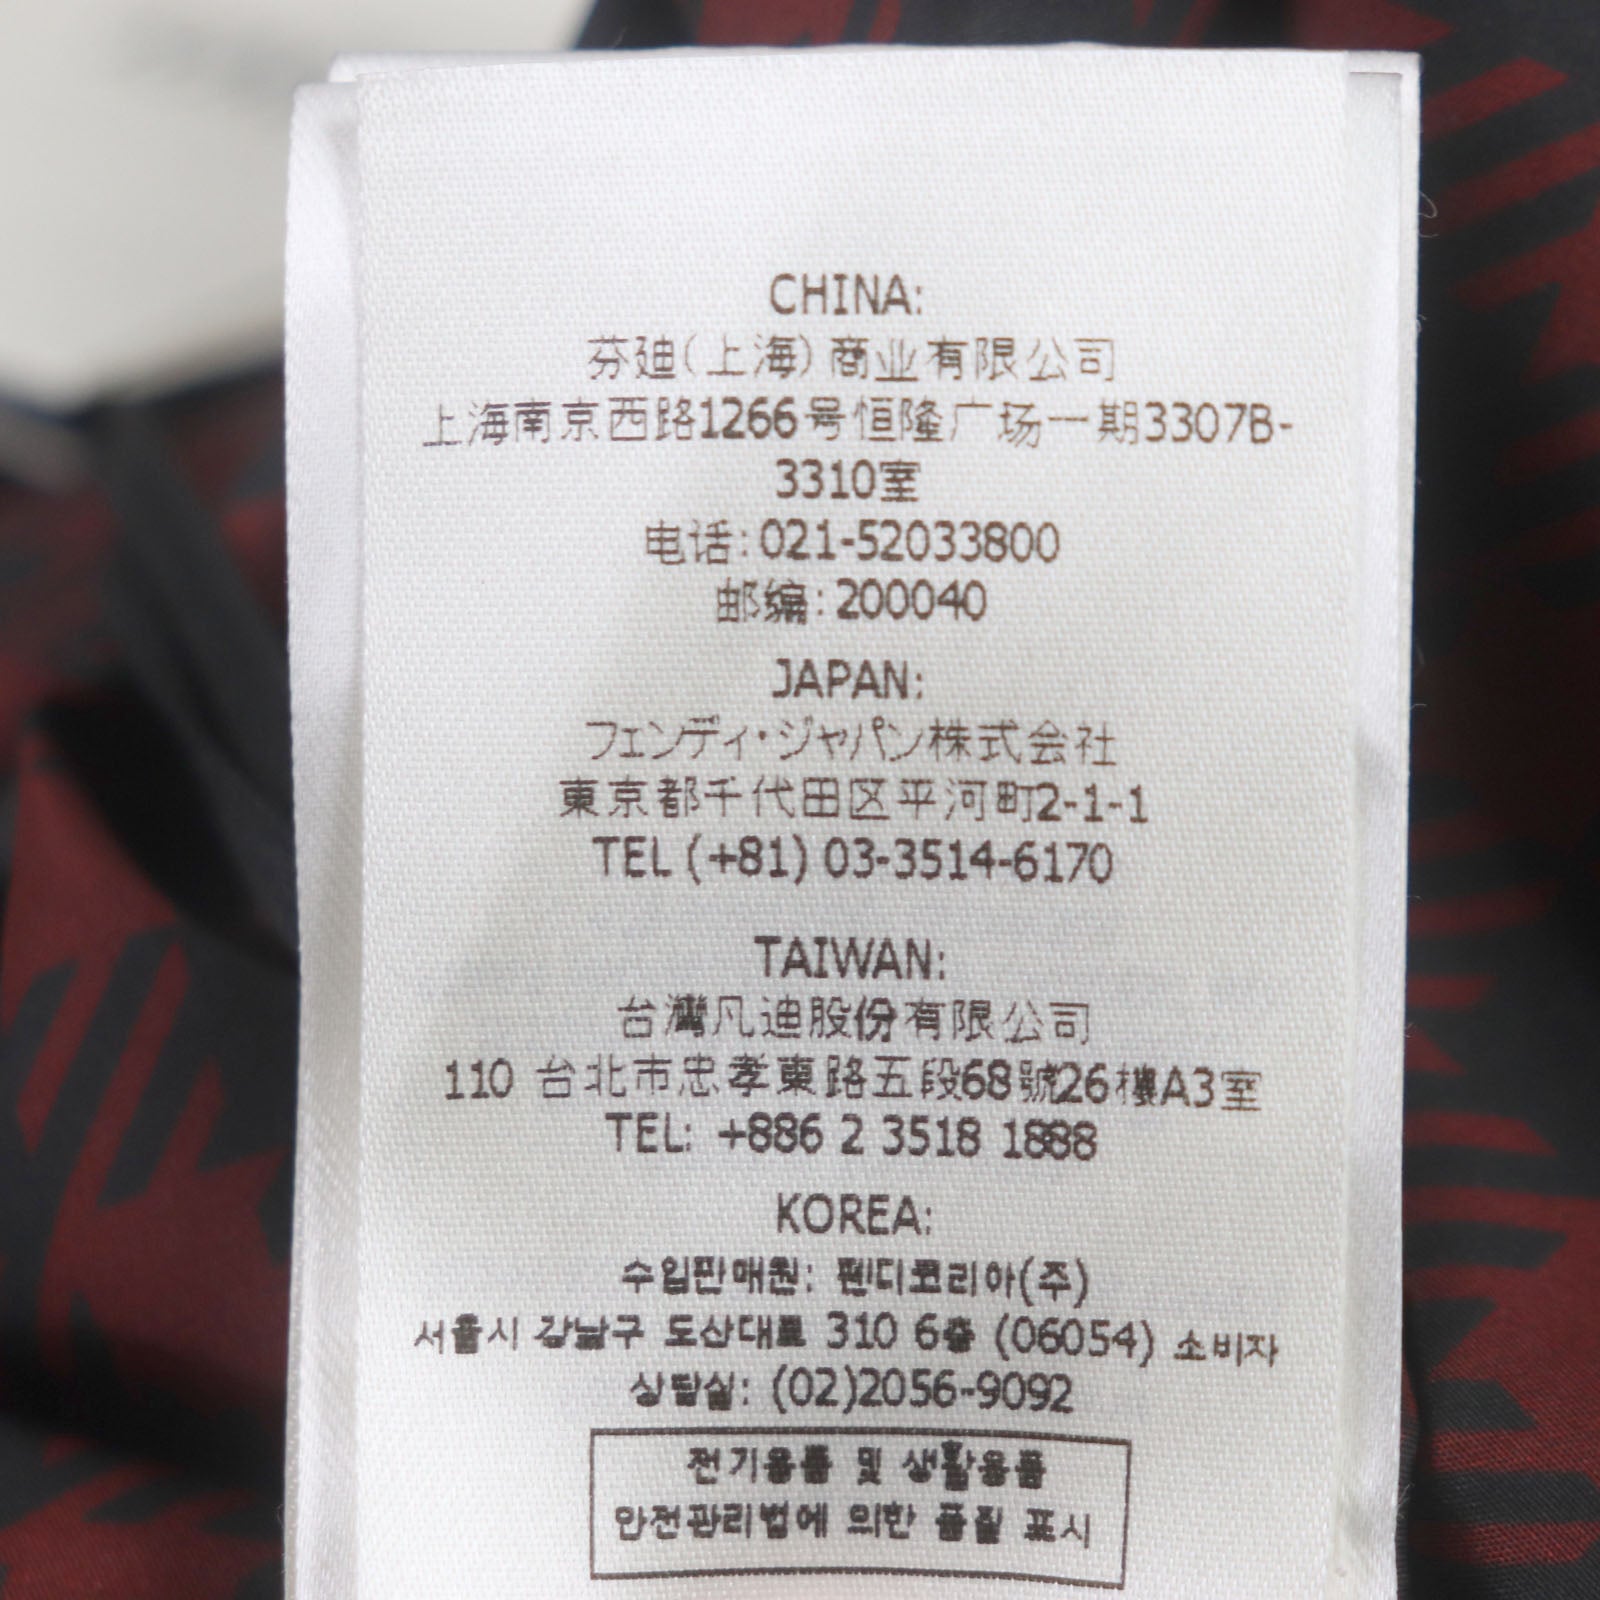 CHINA:
芬迪(上海)商业有限公司
上海南京西路1266号恒隆广场一期3307B-
3310室
电话:021-52033800
邮编:200040
JAPAN:
フェンディ・ジャパン株式会社
東京都千代田区平河町2-1-1
TEL (+81) 03-3514-6170
TAIWAN:
台灣凡迪股份有限公司
110 台北市忠孝東路五段68號26樓A3室
TEL: +886 2 3518 1888
KOREA:
수입판매원: 펜디코리아(주)
서울시 강남구 도산대로 310 6층 (06054) 소비자
상담실: (02)2056-9092
전기용품 및 생활용품
안전관리법에 의한 품질 표시